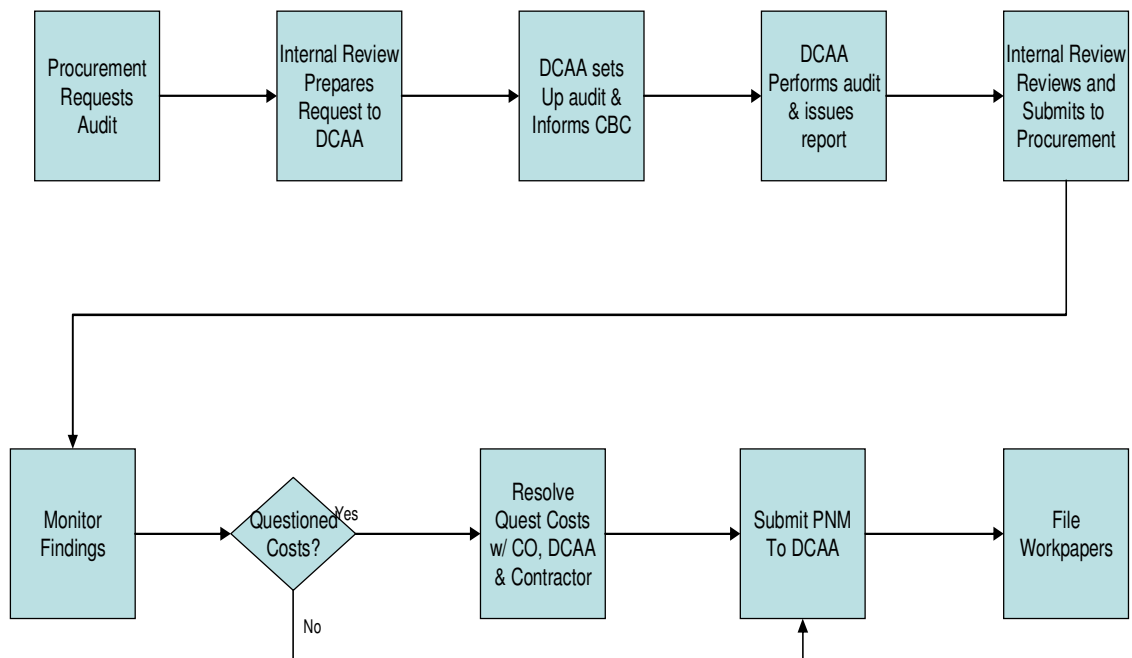 Procurement
Requests
Audit
Internal Review
Prepares
Request to
DCAA
DCAA sets
Up audit &
Informs CBC
DCAA
Performs audit
& issues
report
Internal Review
Reviews and
Submits to
Procurement
Monitor
Findings
Questioned
Costs?
Yes
No
Resolve
Quest Costs
w/ CO, DCAA
& Contractor
Submit PNM
To DCAA
File
Workpapers